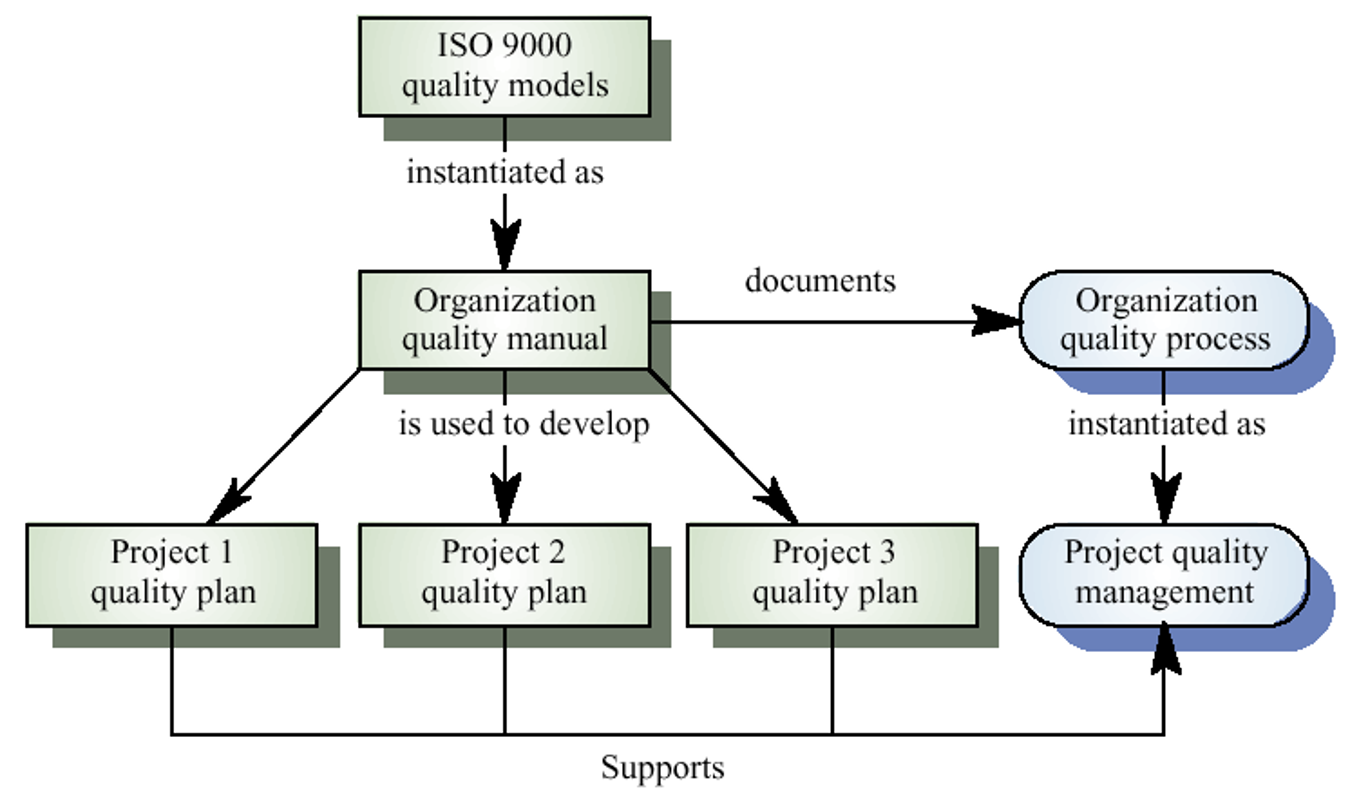 ISO 9000
quality models
instantiated as
Organization
quality manual
documents
Organization
quality process
is used to develop
instantiated as
Project 1
quality plan
Project 2
quality plan
Project 3
quality plan
Project quality
management
Supports